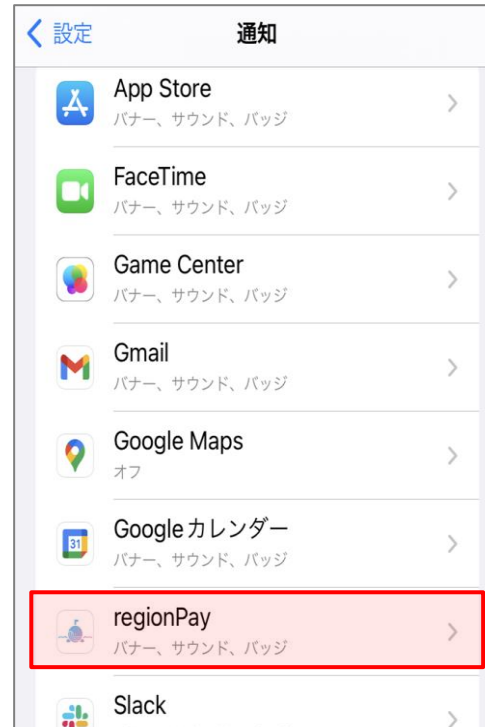 設定 通知
App Store
バナー、サウンド、バッジ
FaceTime
バナー、サウンド、バッジ
Game Center
バナー、サウンド、バッジ
Gmail
バナー、サウンド、バッジ
Google Maps
オフ
Googleカレンダー
31
バナー、サウンド、バッジ
regionPay
バナー、サウンド、バッジ
Slack